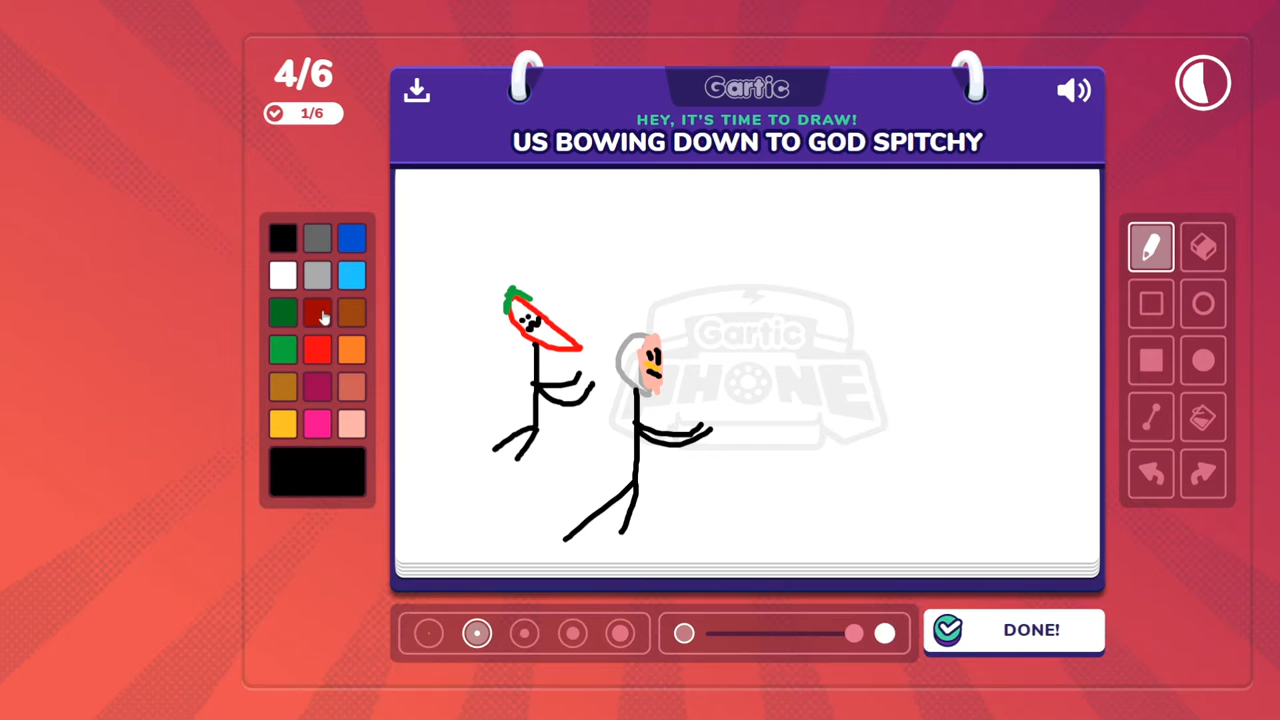 4/6
1/6
Gartic
HEY, IT'S TIME TO DRAW!
US BOWING DOWN TO GOD SPITCHY
Gartic
PHONE
DONE!